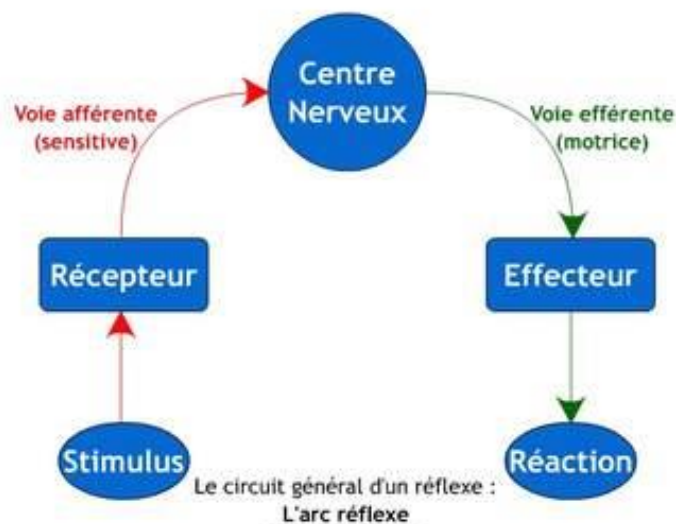 Centre
Nerveux
Voie afférente
(sensitive)
Voie efférente
(motrice)
Récepteur
Effecteur
Stimulus
Réaction
Le circuit général d'un réflexe :
L'arc réflexe